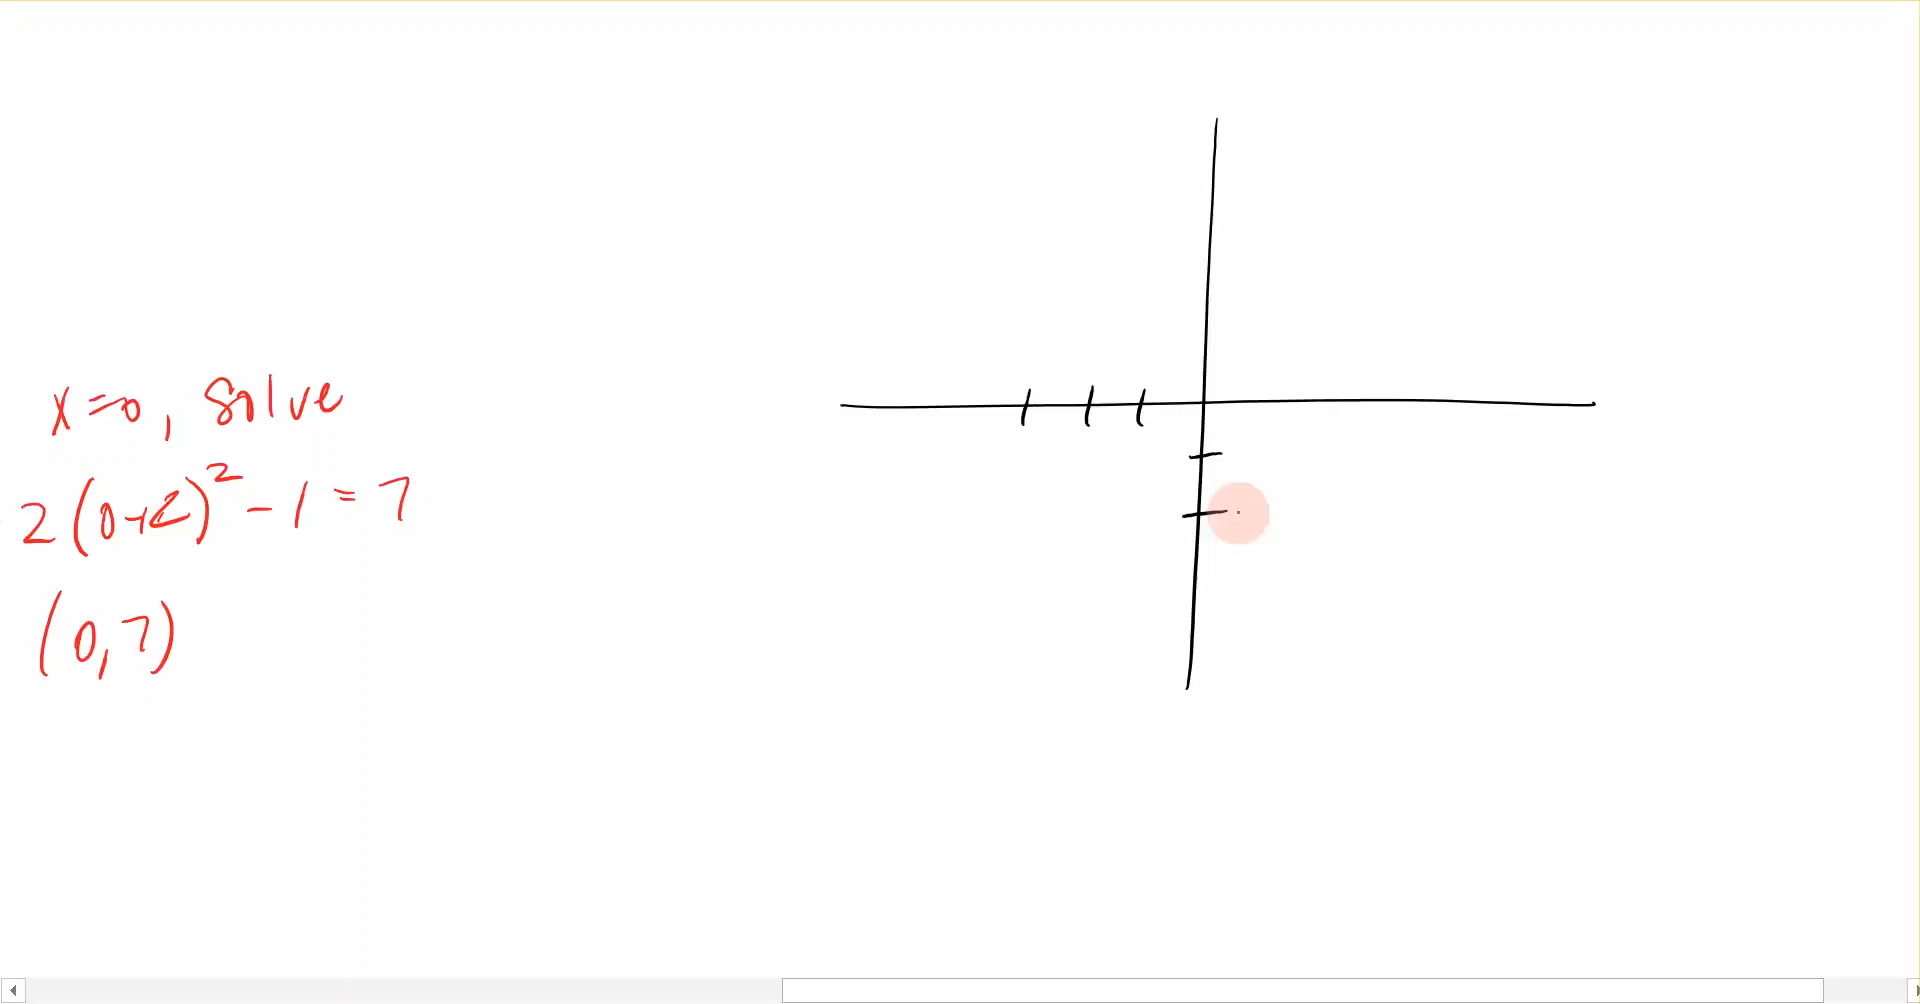 x=0, solve
2(0+2)² - 1 = 7
(0,7)